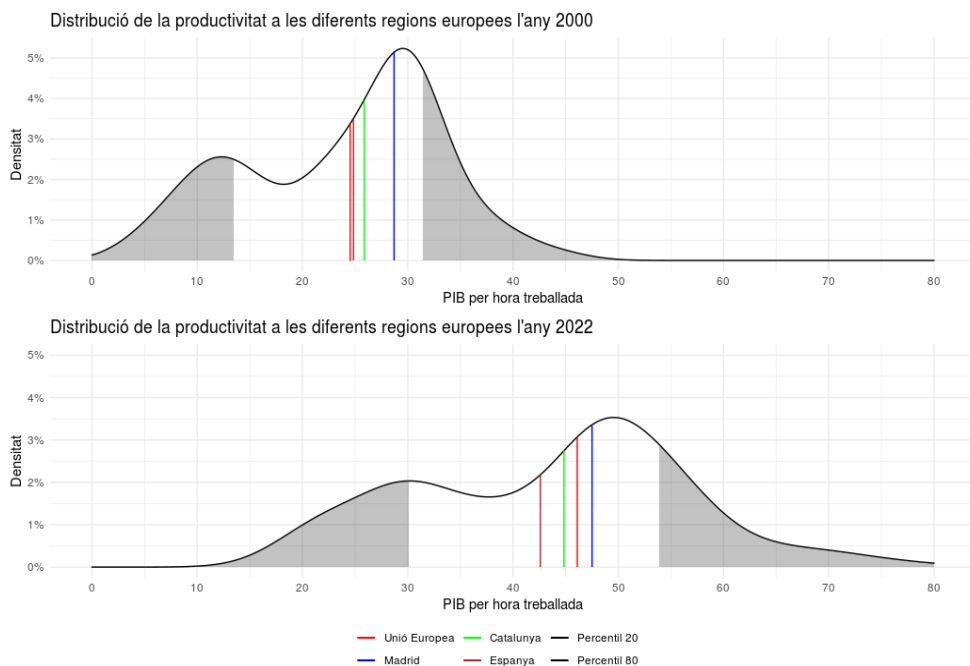 Distribució de la productivitat a les diferents regions europees l'any 2000
5%
4%
3%
2%
1%
0%
Densitat
0 10 20 30 40 50 60 70 80
PIB per hora treballada
Distribució de la productivitat a les diferents regions europees l'any 2022
5%
4%
3%
2%
1%
0%
Densitat
0 10 20 30 40 50 60 70 80
PIB per hora treballada
Unió Europea Catalunya Percentil 20
Madrid Espanya Percentil 80